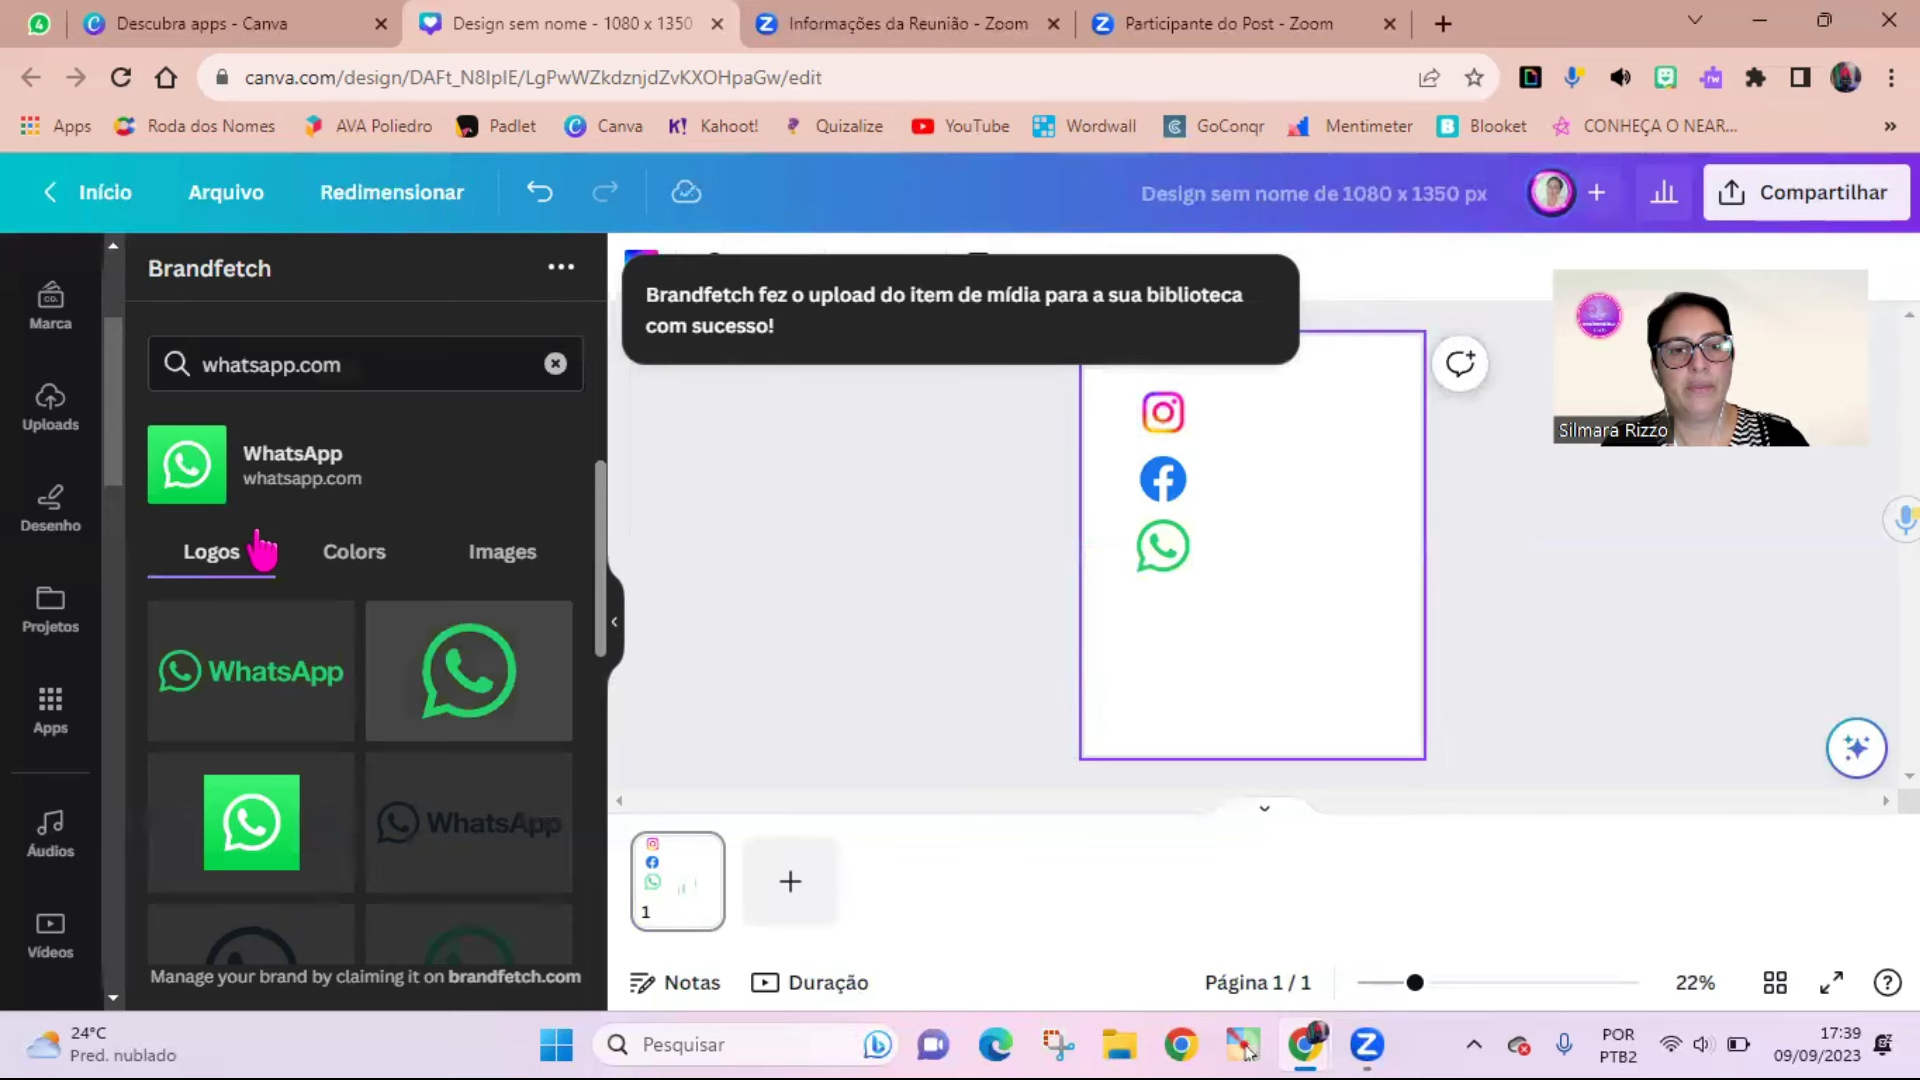 4
Descubra apps - Canva
Design sem nome - 1080 x 1350
Informações da Reunião - Zoom
Participante do Post - Zoom
canva.com/design/DAFt_N8IpIE/LgPwWZkdznjdZvKXOHpaGw/edit
Apps
Roda dos Nomes
AVA Poliedro
Padlet
Canva
K! Kahoot!
Quizalize
YouTube
Wordwall
GoConqr
Mentimeter
B Blooket
CONHEÇA O NEAR...
Início
Arquivo
Redimensionar
Design sem nome de 1080 x 1350 px
Compartilhar
Marca
Uploads
Desenho
Projetos
Apps
Áudios
Vídeos
Brandfetch
whatsapp.com
WhatsApp
whatsapp.com
Logos
Colors
Images
WhatsApp
WhatsApp
Manage your brand by claiming it on brandfetch.com
Brandfetch fez o upload do item de mídia para a sua biblioteca
com sucesso!
Silmara Rizzo
1
Notas
Duração
Página 1 / 1
22%
24°C
Pred. nublado
Pesquisar
POR
PTB2
17:39
09/09/2023